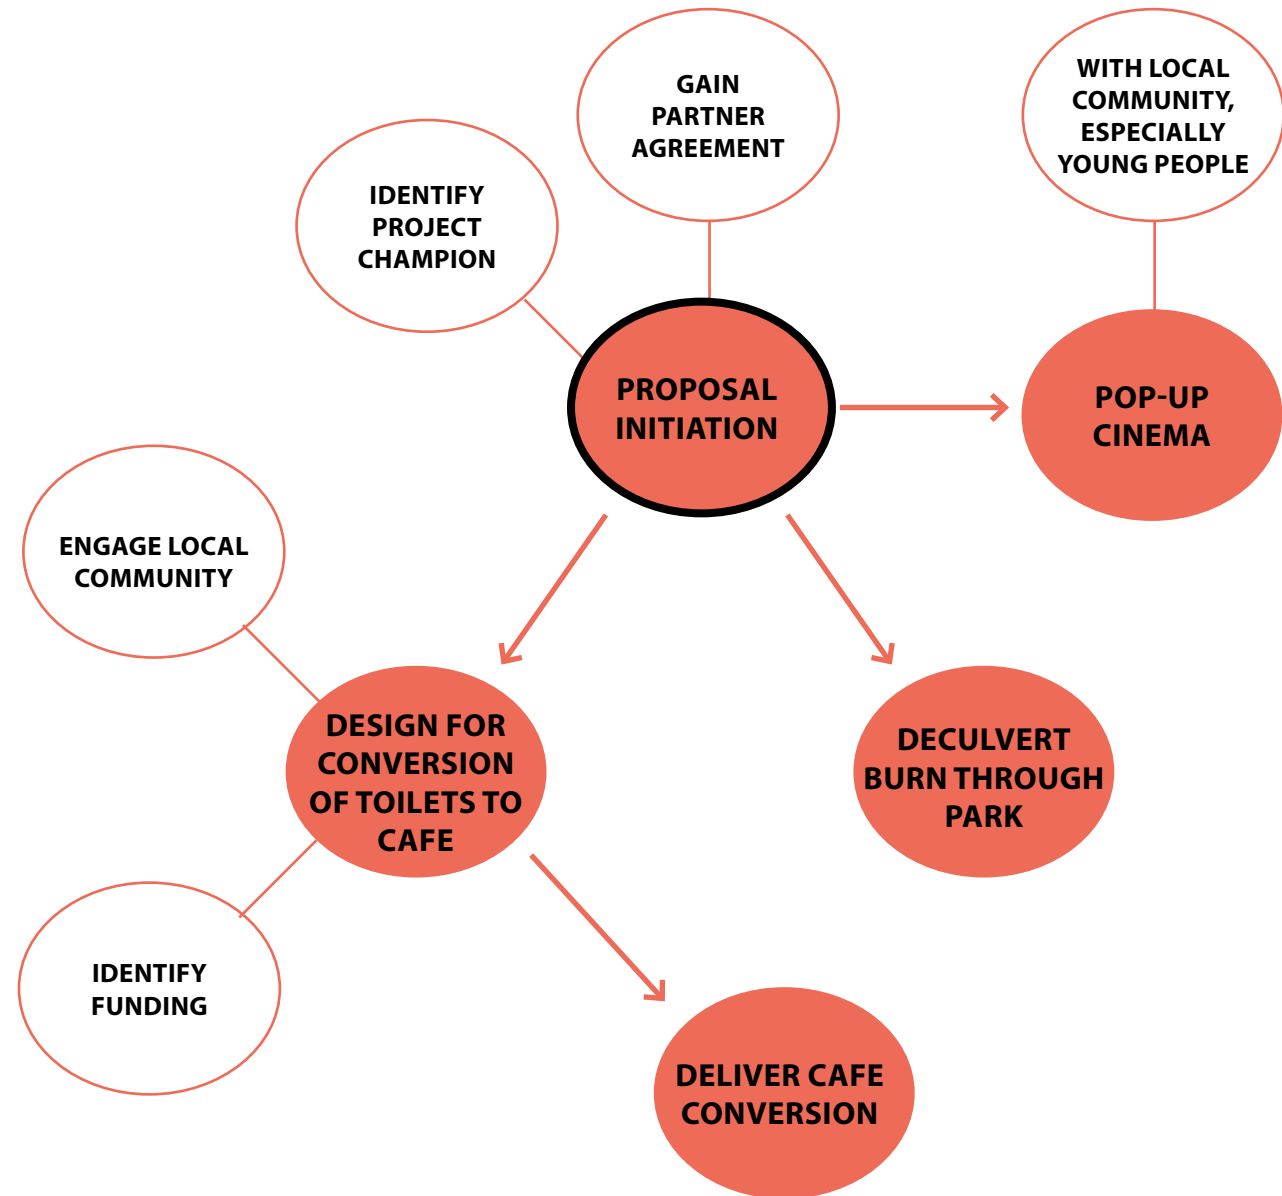 GAIN
PARTNER
AGREEMENT
WITH LOCAL
COMMUNITY,
ESPECIALLY
YOUNG PEOPLE
IDENTIFY
PROJECT
CHAMPION
PROPOSAL
INITIATION
POP-UP
CINEMA
ENGAGE LOCAL
COMMUNITY
DESIGN FOR
CONVERSION
OF TOILETS TO
CAFE
DECULVERT
BURN THROUGH
PARK
IDENTIFY
FUNDING
DELIVER CAFE
CONVERSION